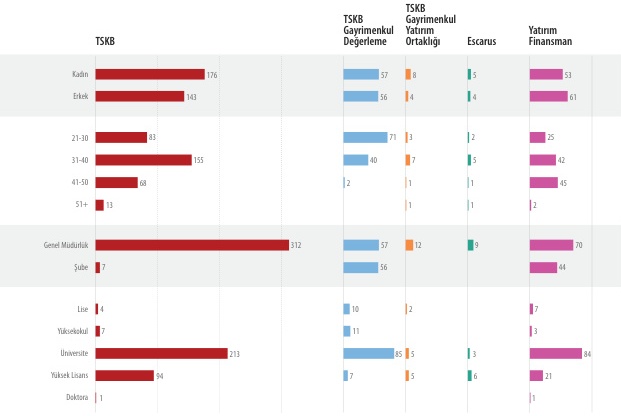 TSKB
TSKB
Gayrimenkul
Değerleme
TSKB
Gayrimenkul
Yatırım
Ortaklığı
Escarus
Yatırım
Finansman
Kadın 176 57 8 5 53
Erkek 143 56 4 4 61
21-30 83 71 3 2 25
31-40 155 40 7 5 42
41-50 68 2 1 1 45
51+ 13 1 1 2
Genel Müdürlük 312 57 12 9 70
Şube 7 56 44
Lise 4 10 2 7
Yüksekokul 7 11 3
Üniversite 213 85 5 3 84
Yüksek Lisans 94 7 5 6 21
Doktora 1 1